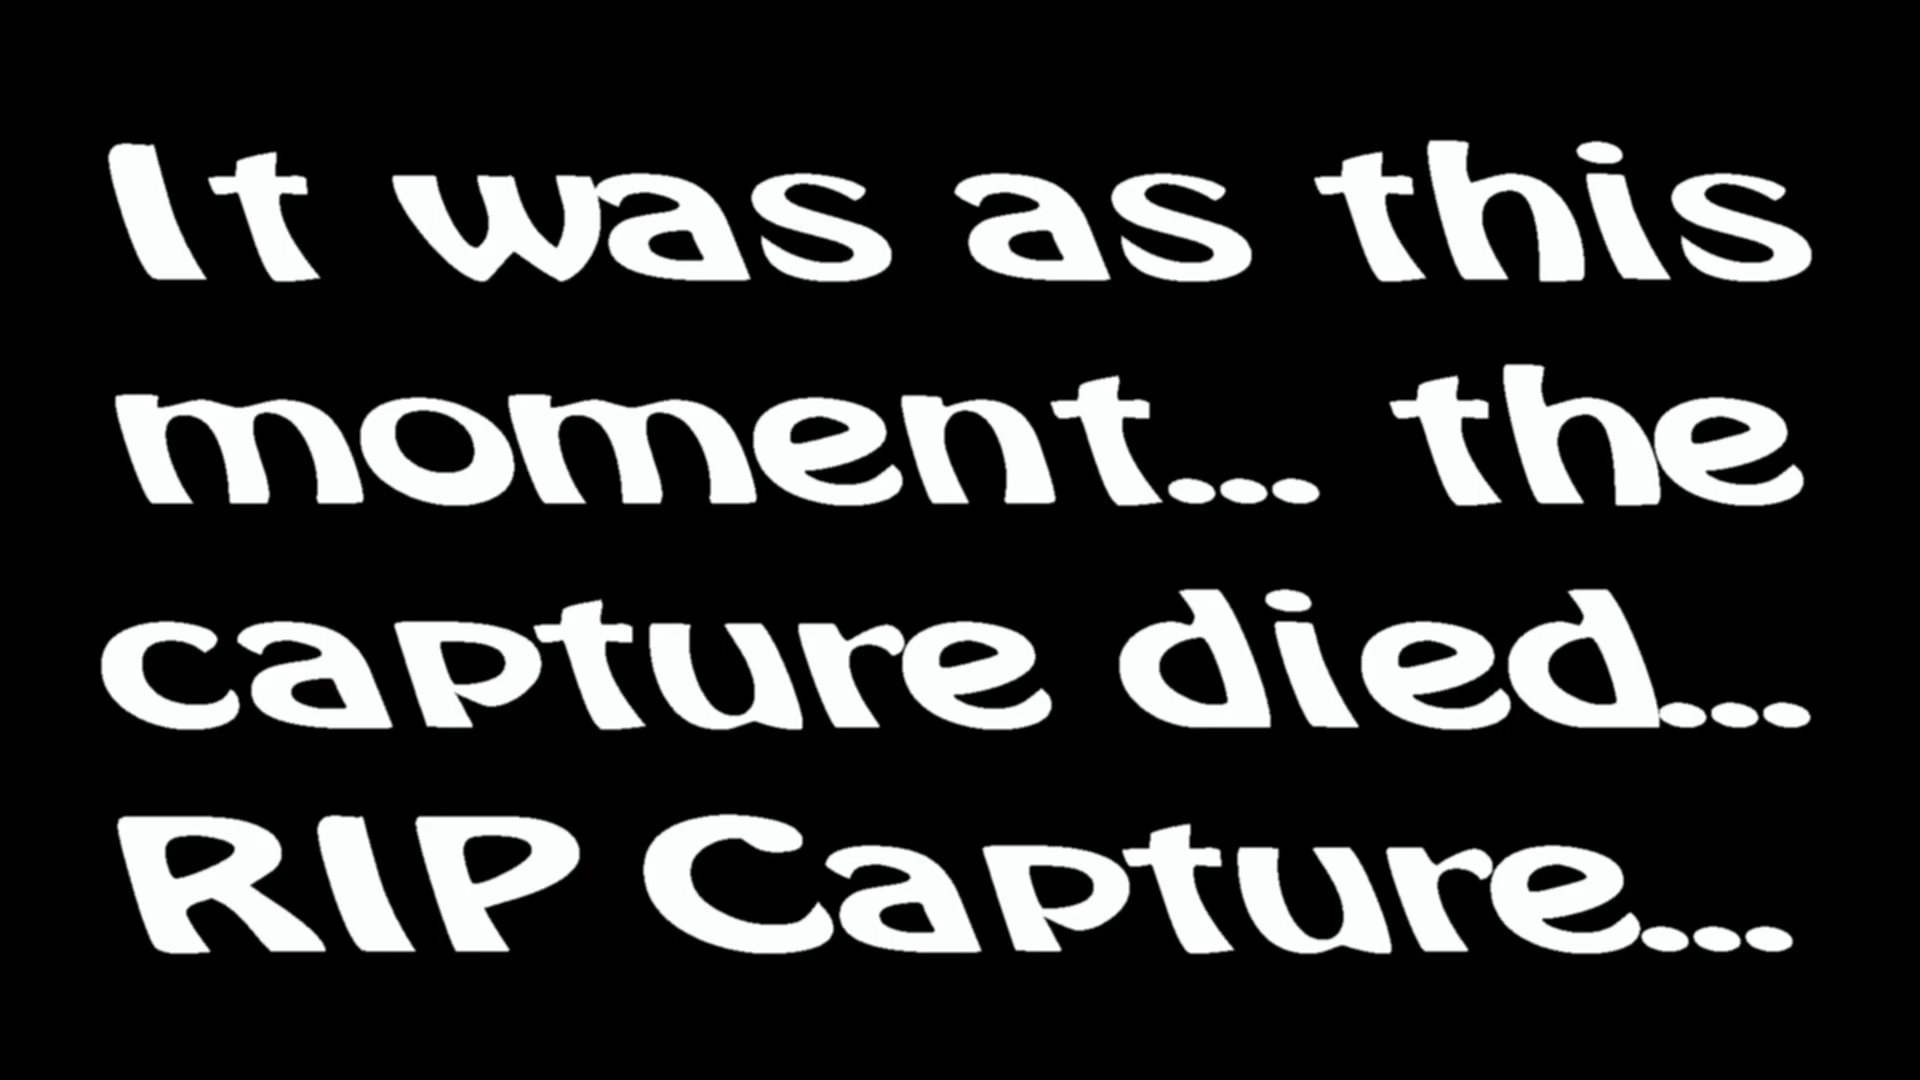 It was as this
moment... the
capture died...
RIP Capture...